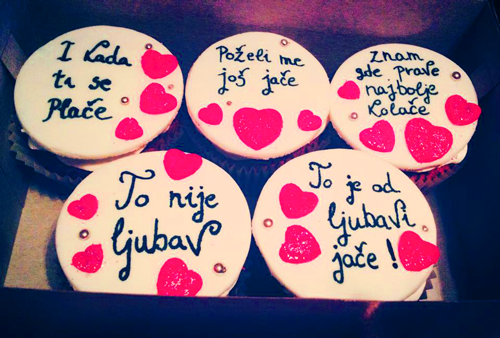 I kada
ti se
plače
Poželi me
još jače
Znam
gde prave
najbolje
kolače
To nije
ljubav
To je od
ljubavi
jače!